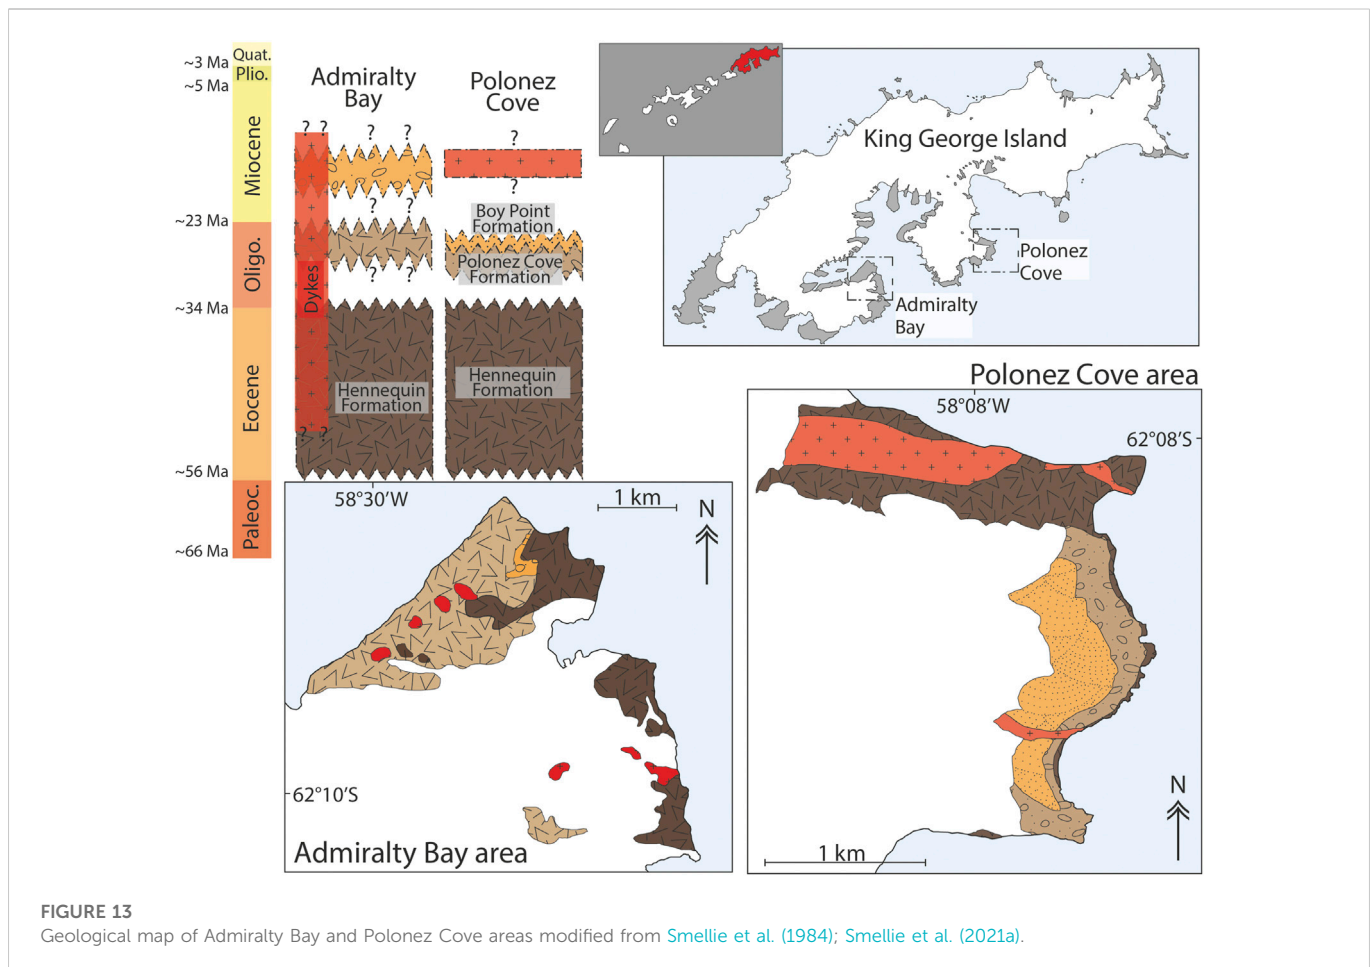 Quat.
~3 Ma
Plio.
~5 Ma
Miocene
~23 Ma
Oligo.
~34 Ma
Eocene
~56 Ma
Paleoc.
~66 Ma
Admiralty
Bay
? ?
? ?
? ?
? ?
Dykes
Hennequin
Formation
? ?
Polonez
Cove
?
?
Boy Point
Formation
Polonez Cove
Formation
Hennequin
Formation
King George Island
Polonez
Cove
Admiralty
Bay
58°30′W
1 km
N
62°10′S
Admiralty Bay area
Polonez Cove area
58°08′W
62°08′S
N
1 km
FIGURE 13
Geological map of Admiralty Bay and Polonez Cove areas modified from Smellie et al. (1984); Smellie et al. (2021a).